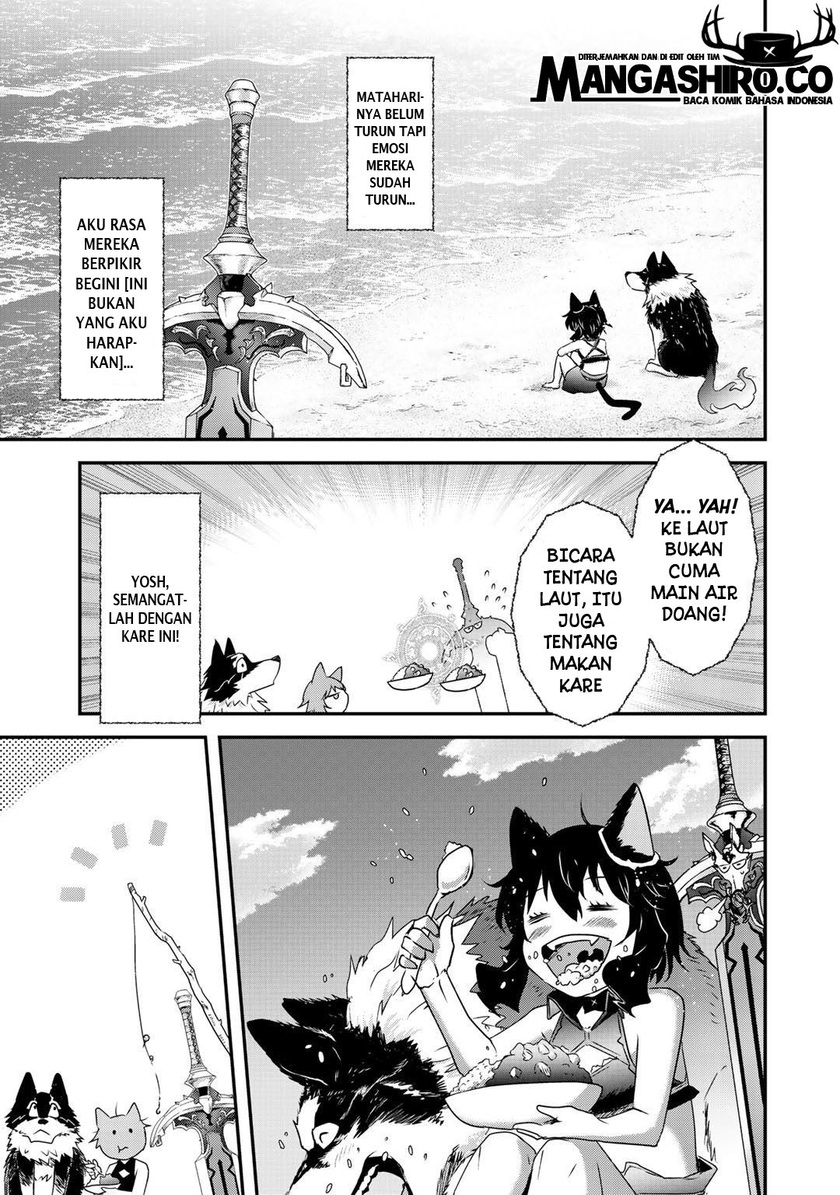 DITERJEMAHKAN DAN DI EDIT OLEH TIM
MANGASHIRO.CO
BACA KOMIK BAHASA INDONESIA
MATAHARI-
NYA BELUM
TURUN TAPI
EMOSI
MEREKA
SUDAH
TURUN...
AKU RASA
MEREKA
BERPIKIR
BEGINI [INI
BUKAN
YANG AKU
HARAP-
KAN]...
YA... YAH!
KE LAUT
BUKAN
CUMA
MAIN AIR
DOANG!
BICARA
TENTANG
LAUT, ITU
JUGA
TENTANG
MAKAN
KARE
YOSH,
SEMANGAT-
LAH DENGAN
KARE INI!